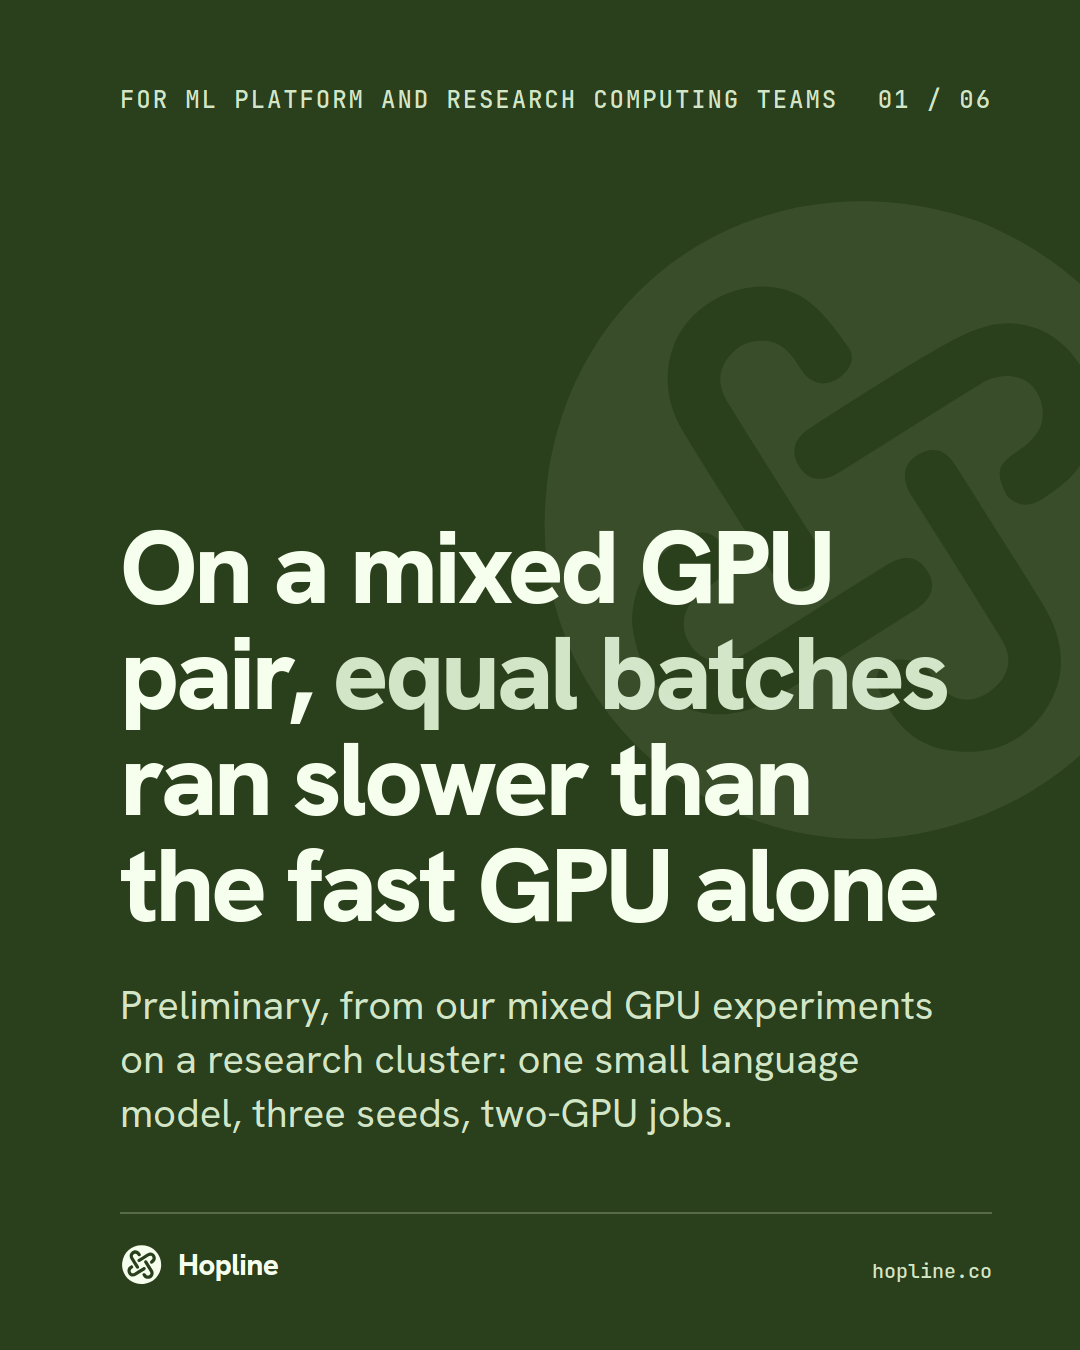 FOR ML PLATFORM AND RESEARCH COMPUTING TEAMS 01 / 06
On a mixed GPU
pair, equal batches
ran slower than
the fast GPU alone
Preliminary, from our mixed GPU experiments
on a research cluster: one small language
model, three seeds, two-GPU jobs.
Hopline
hopline.co